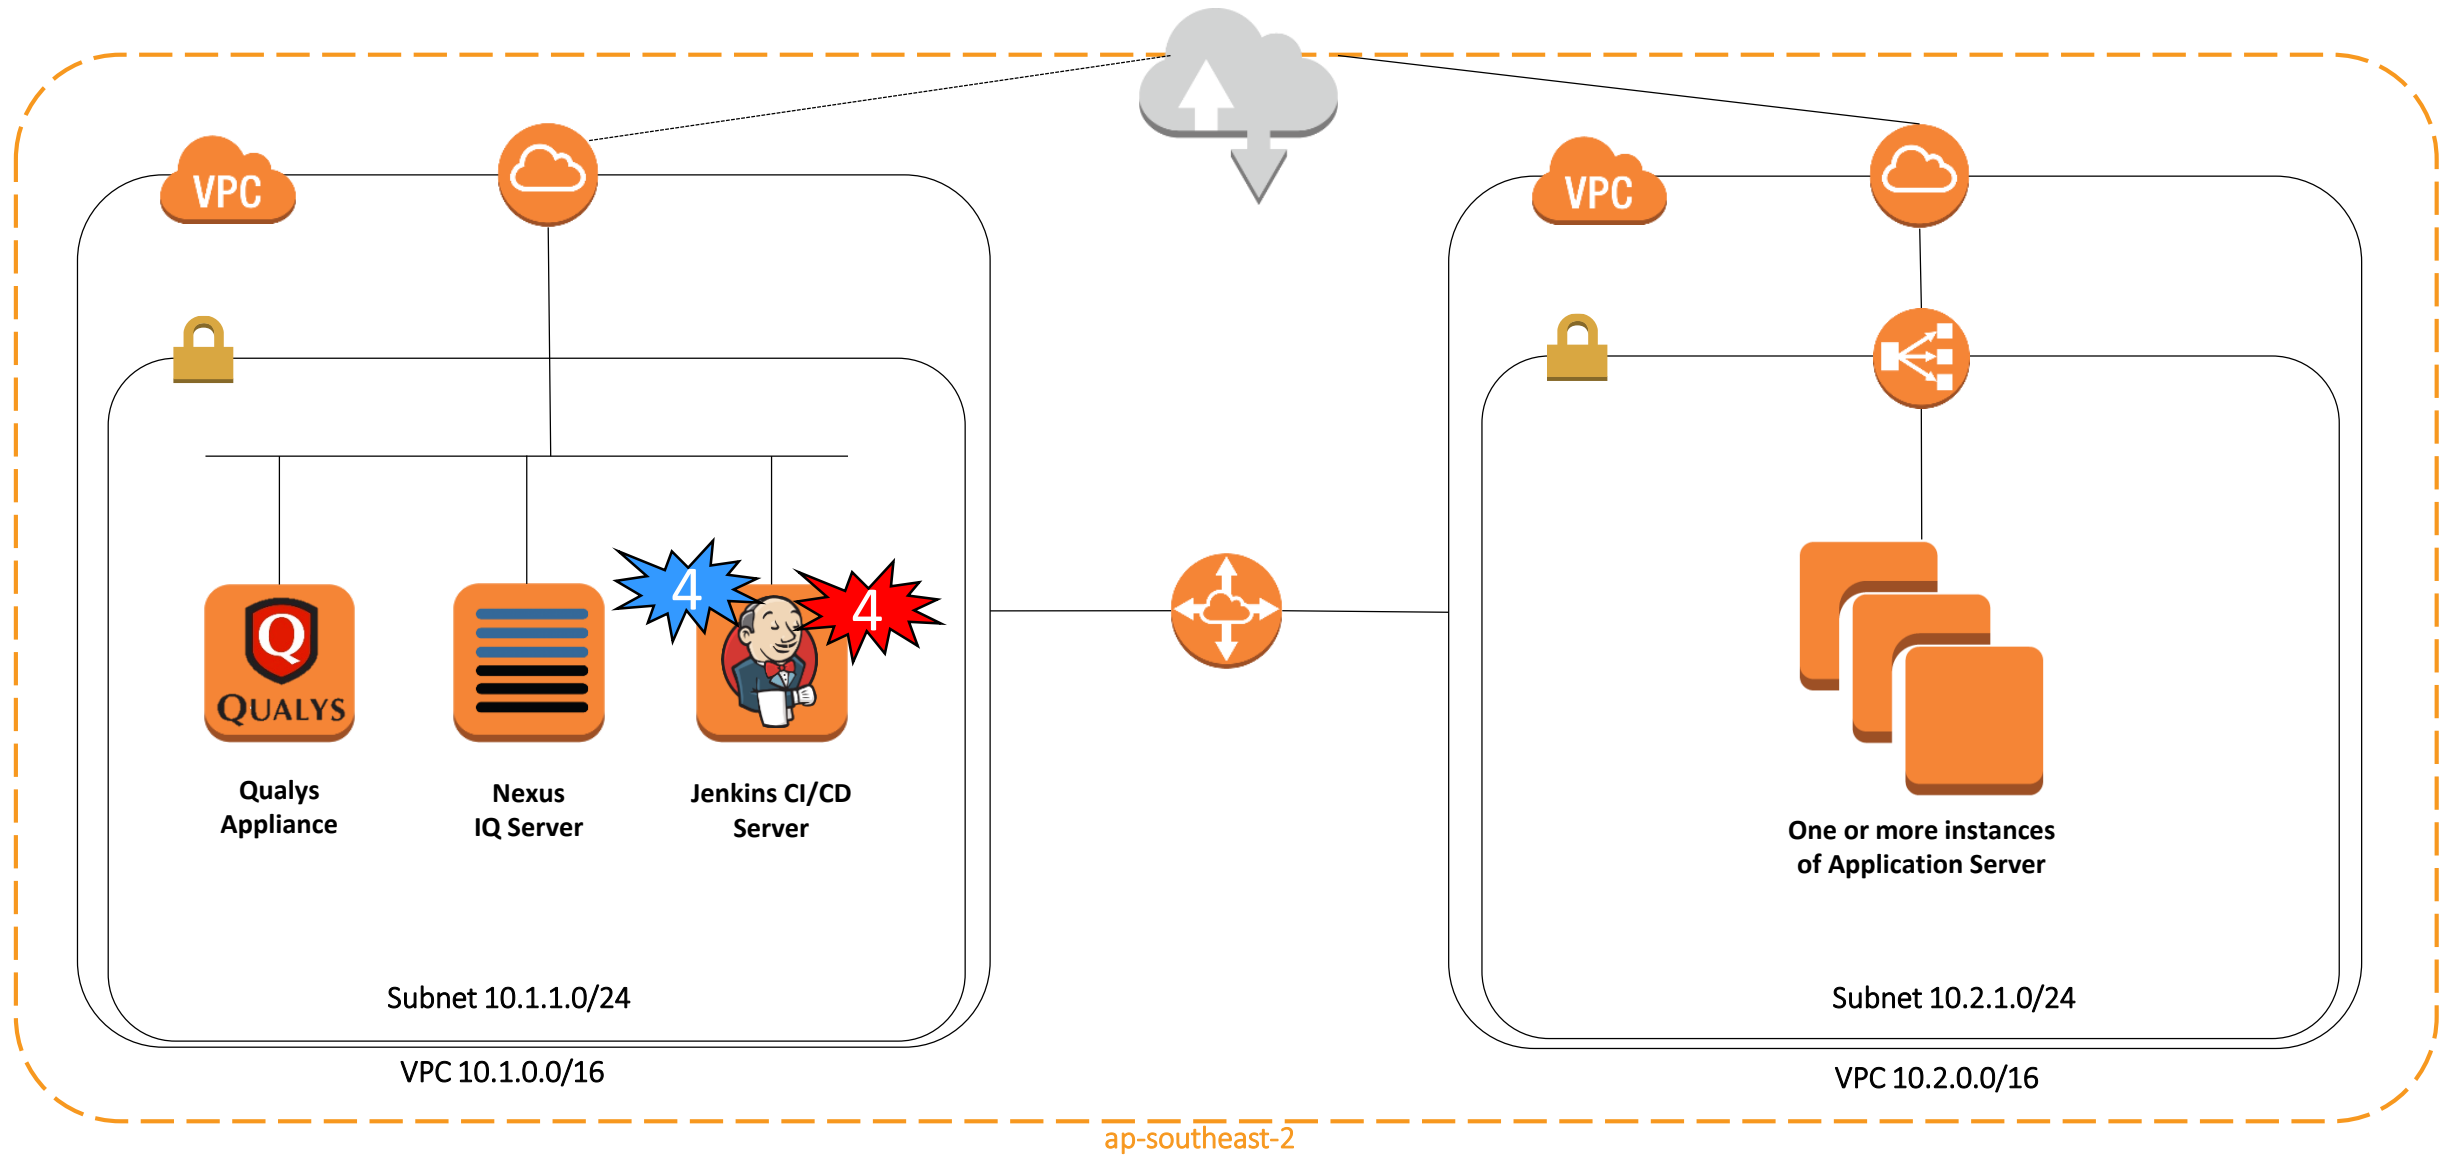 VPC
VPC
4
4
Q
QUALYS
Qualys
Appliance
Nexus
IQ Server
Jenkins CI/CD
Server
One or more instances
of Application Server
Subnet 10.1.1.0/24
Subnet 10.2.1.0/24
VPC 10.1.0.0/16
VPC 10.2.0.0/16
ap-southeast-2